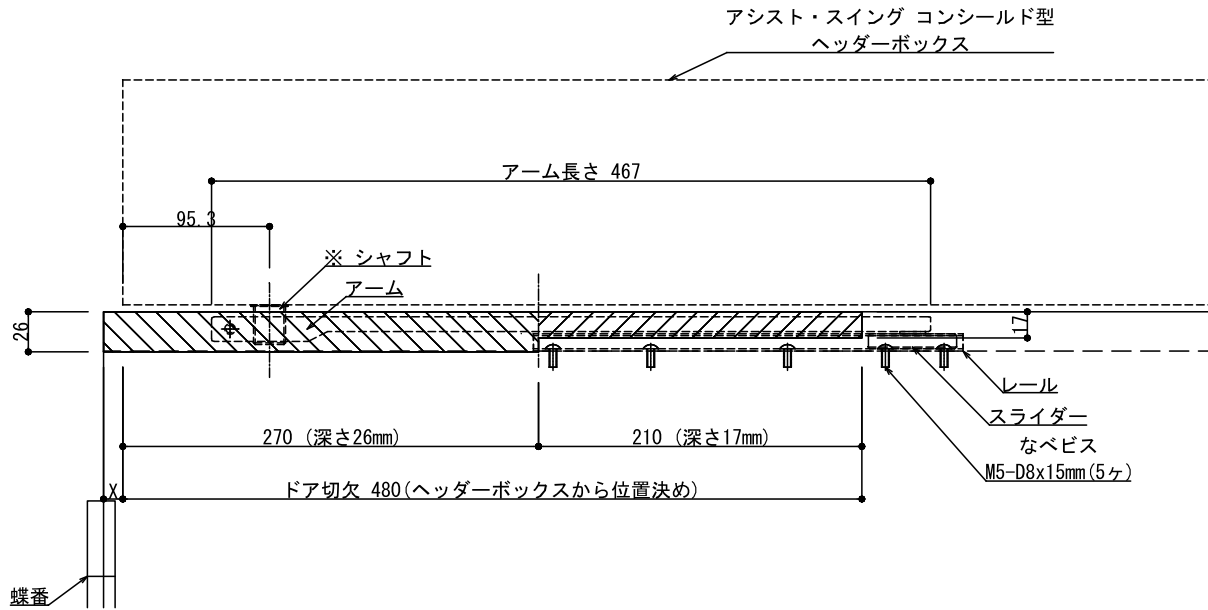 アシスト・スイング コンシールド型
ヘッダーボックス
アーム長さ 467
95.3
※ シャフト
アーム
26
17
レール
スライダー
270 (深さ26mm)
210 (深さ17mm)
なべビス
M5-D8x15mm(5ヶ)
X
ドア切欠 480(ヘッダーボックスから位置決め)
蝶番